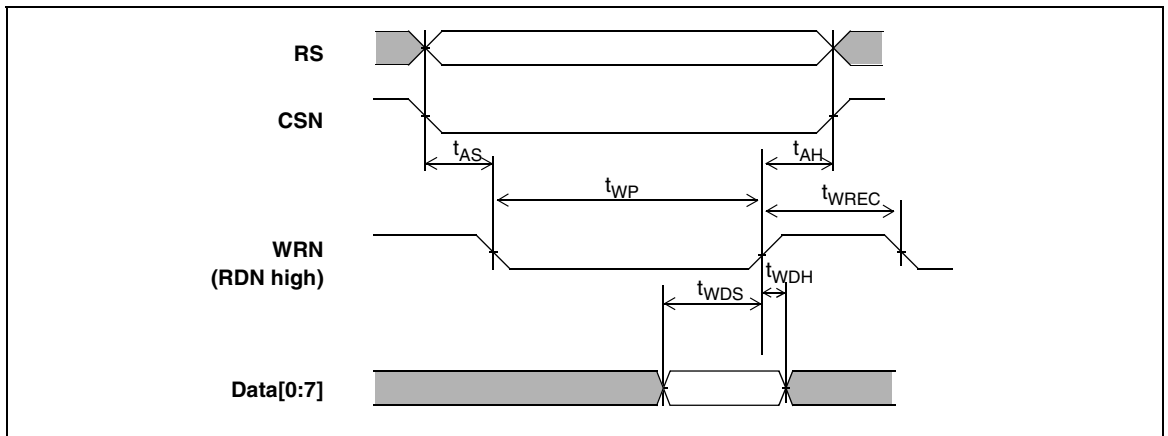 RS
CSN
tAS
tAH
tWP
tWREC
WRN
(RDN high)
tWDS
tWDH
Data[0:7]